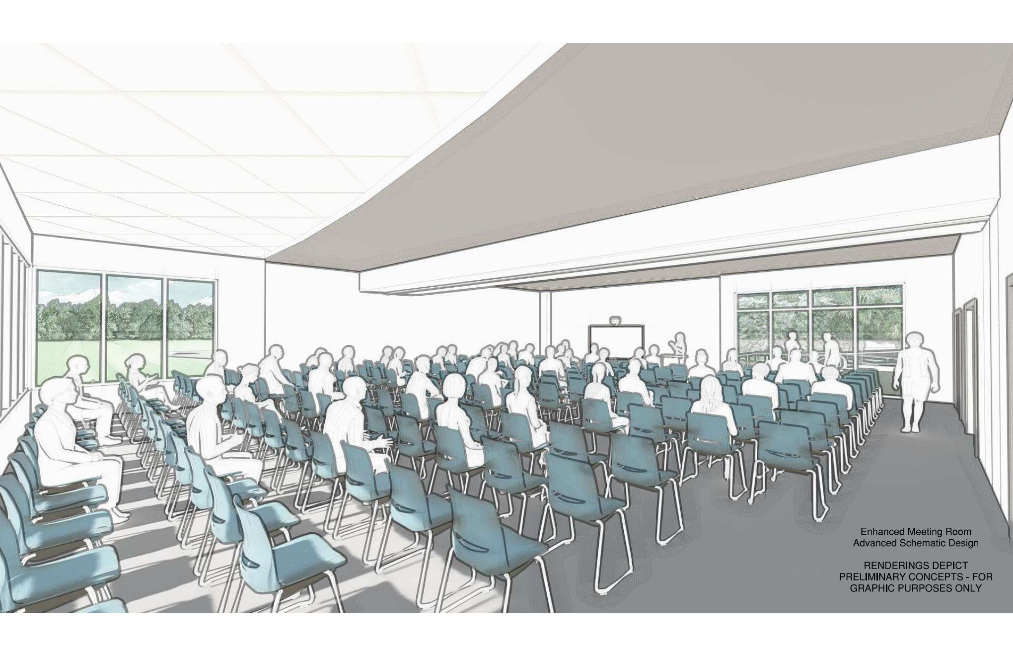 Enhanced Meeting Room
Advanced Schematic Design
RENDERINGS DEPICT
PRELIMINARY CONCEPTS - FOR
GRAPHIC PURPOSES ONLY